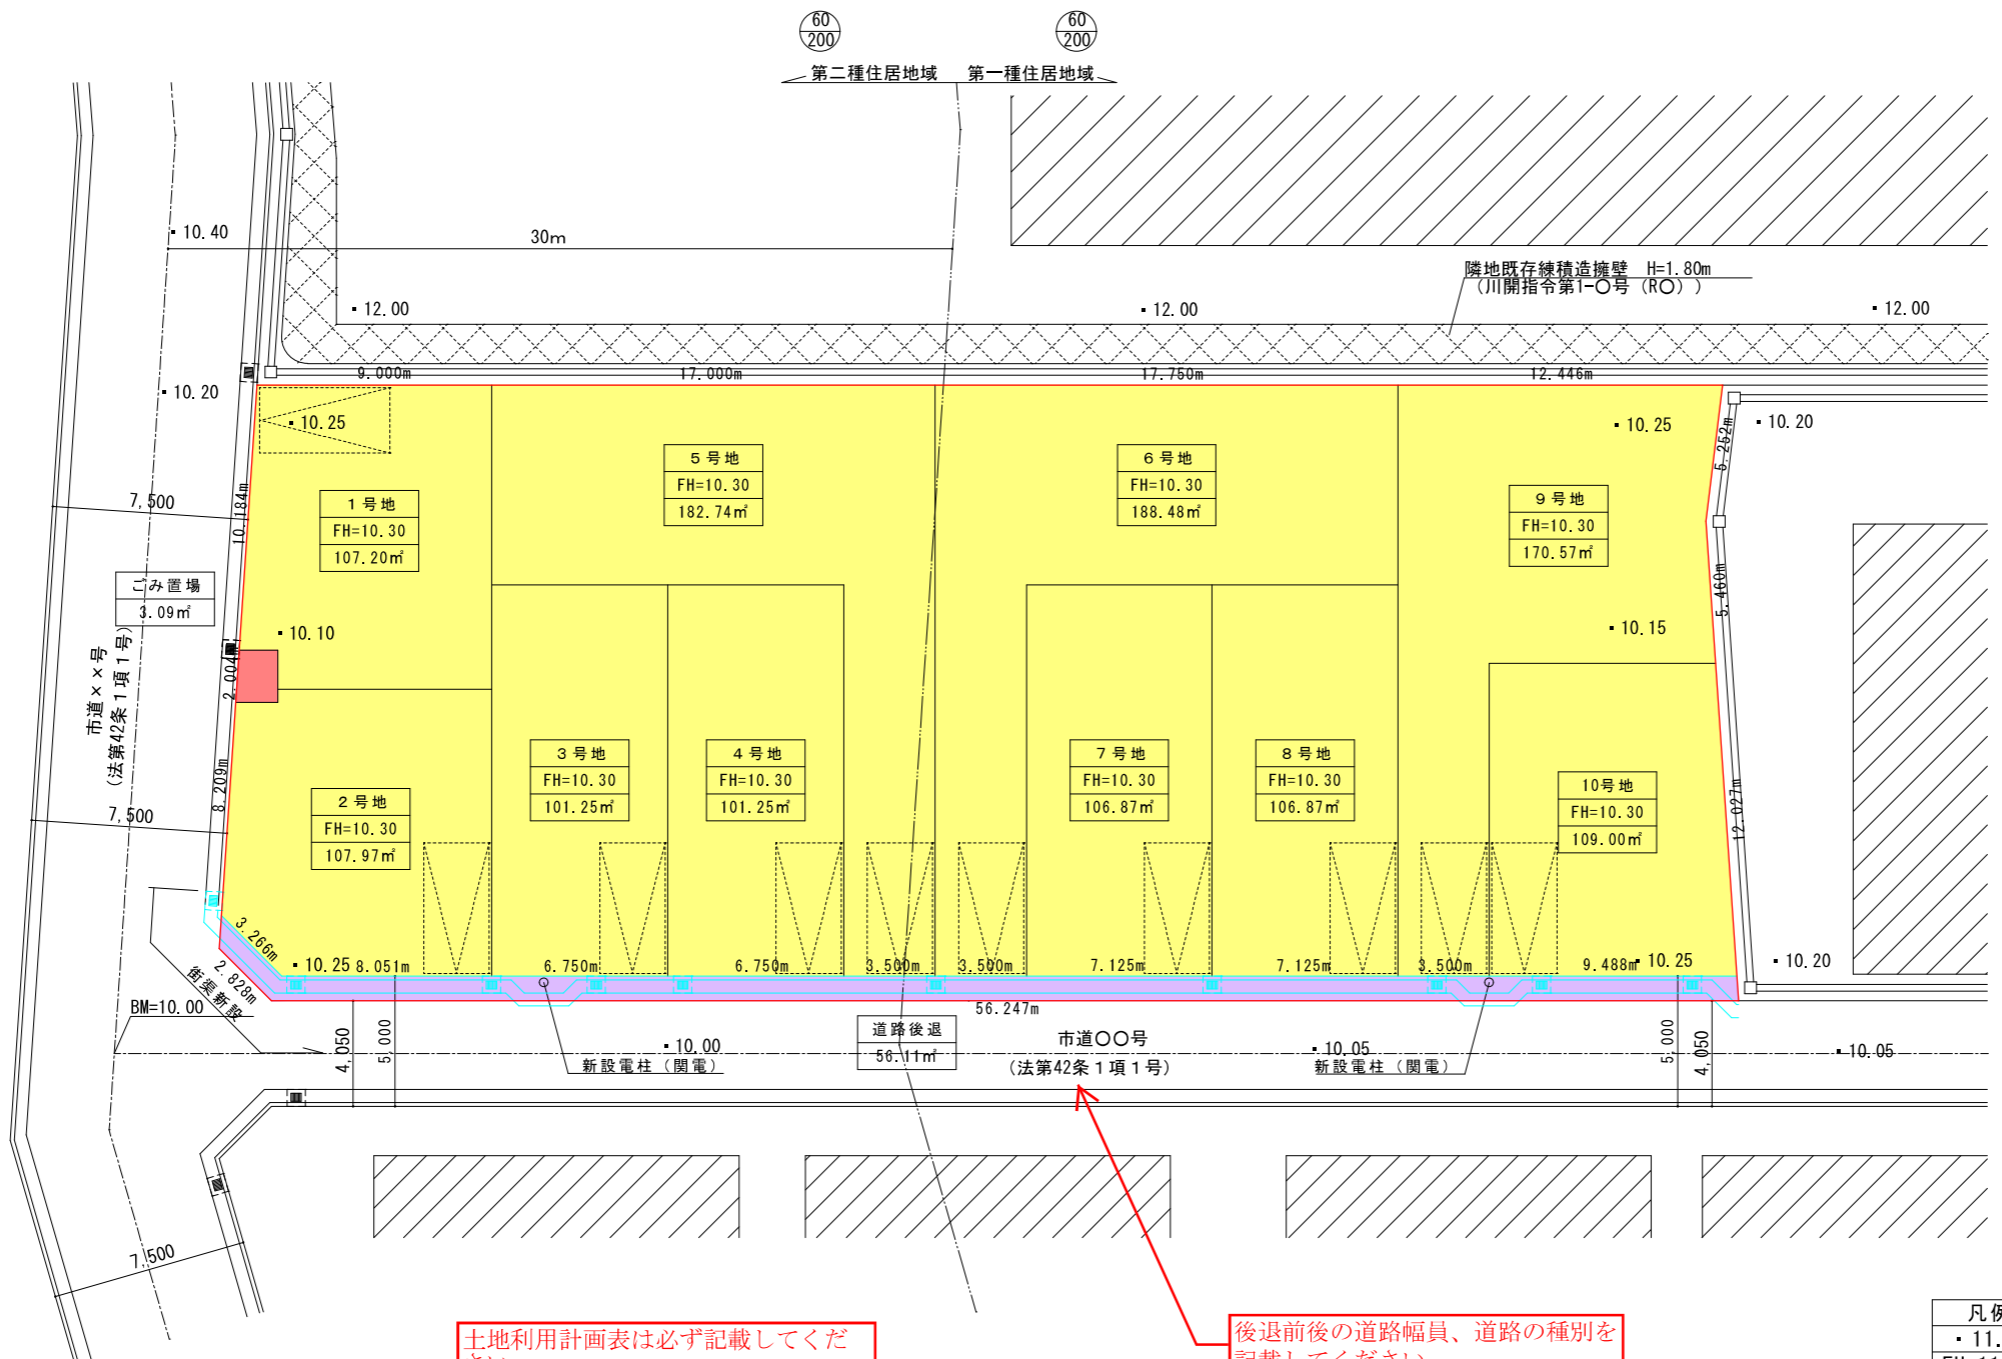 60
200
60
200
第二種住居地域
第一種住居地域
10.40
30m
隣地既存練積造擁壁 H=1.80m
(川開指令第1-〇号(R〇))
12.00
12.00
12.00
9.000m
17.000m
17.750m
12.446m
10.20
10.25
10.25
10.20
5.252m
5号地
FH=10.30
182.74㎡
6号地
FH=10.30
188.48㎡
1号地
FH=10.30
107.20㎡
9号地
FH=10.30
170.57㎡
7,500
10.184m
ごみ置場
3.09㎡
5.460m
10.10
10.15
2.004m
市道××号
(法第42条1項1号)
3号地
FH=10.30
101.25㎡
4号地
FH=10.30
101.25㎡
7号地
FH=10.30
106.87㎡
8号地
FH=10.30
106.87㎡
10号地
FH=10.30
109.00㎡
8.209m
7,500
2号地
FH=10.30
107.97㎡
12.027m
3.266m
10.25
8.051m
6.750m
6.750m
3.500m
3.500m
7.125m
7.125m
3.500m
9.488m
10.25
10.20
2.828m
街渠新設
BM=10.00
56.247m
4,050
5,000
道路後退
56.11㎡
10.00
市道〇〇号
(法第42条1項1号)
10.05
5,000
4,050
10.05
新設電柱(関電)
新設電柱(関電)
7,500
土地利用計画表は必ず記載してくだ
後退前後の道路幅員、道路の種別を
記載してください
凡例
11.